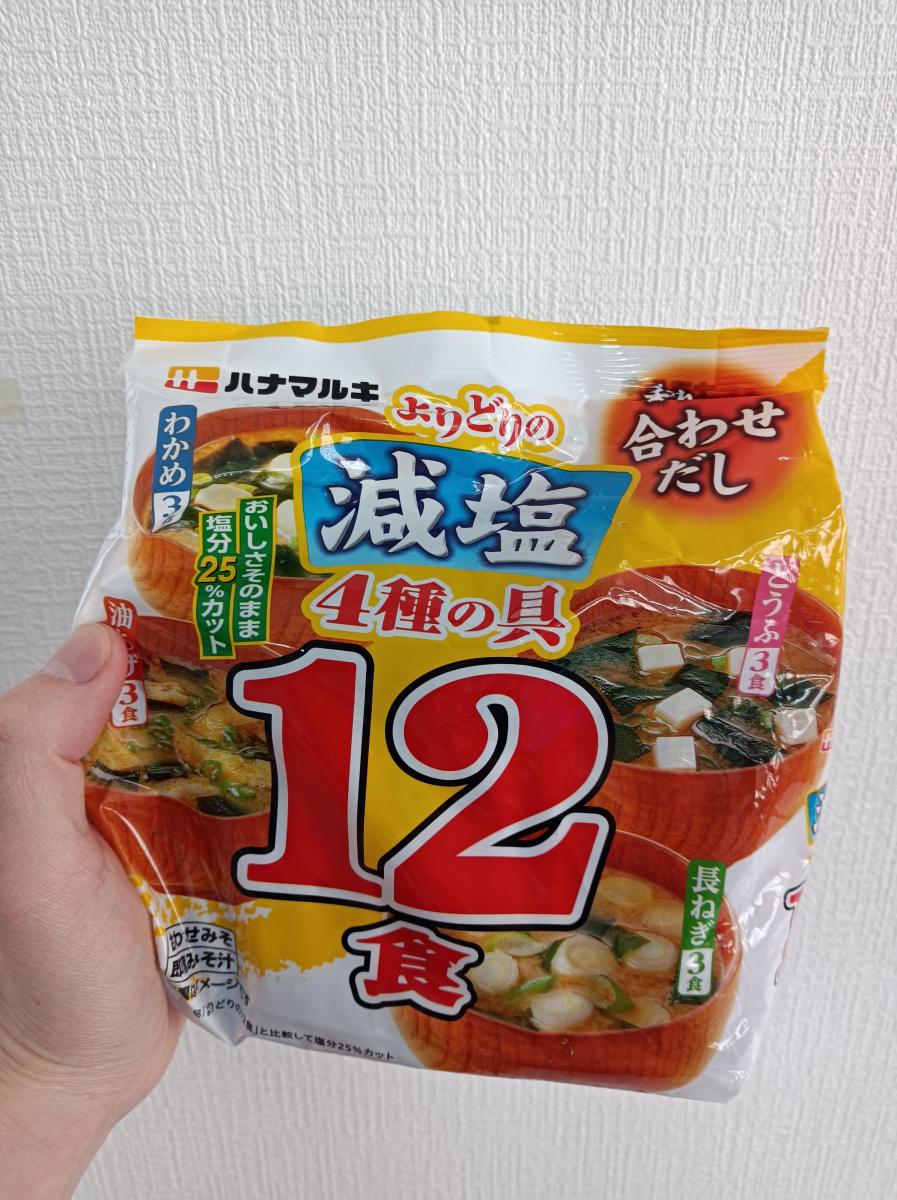 ハナマルキ
よりどりの
減塩
4種の具
12
食
合わせ
だし
わかめ
3食
おいしさそのまま
塩分25%カット
油あげ
3食
とうふ
3食
長ねぎ
3食
合わせみそ
即席みそ汁
」と比較して塩分25%カット